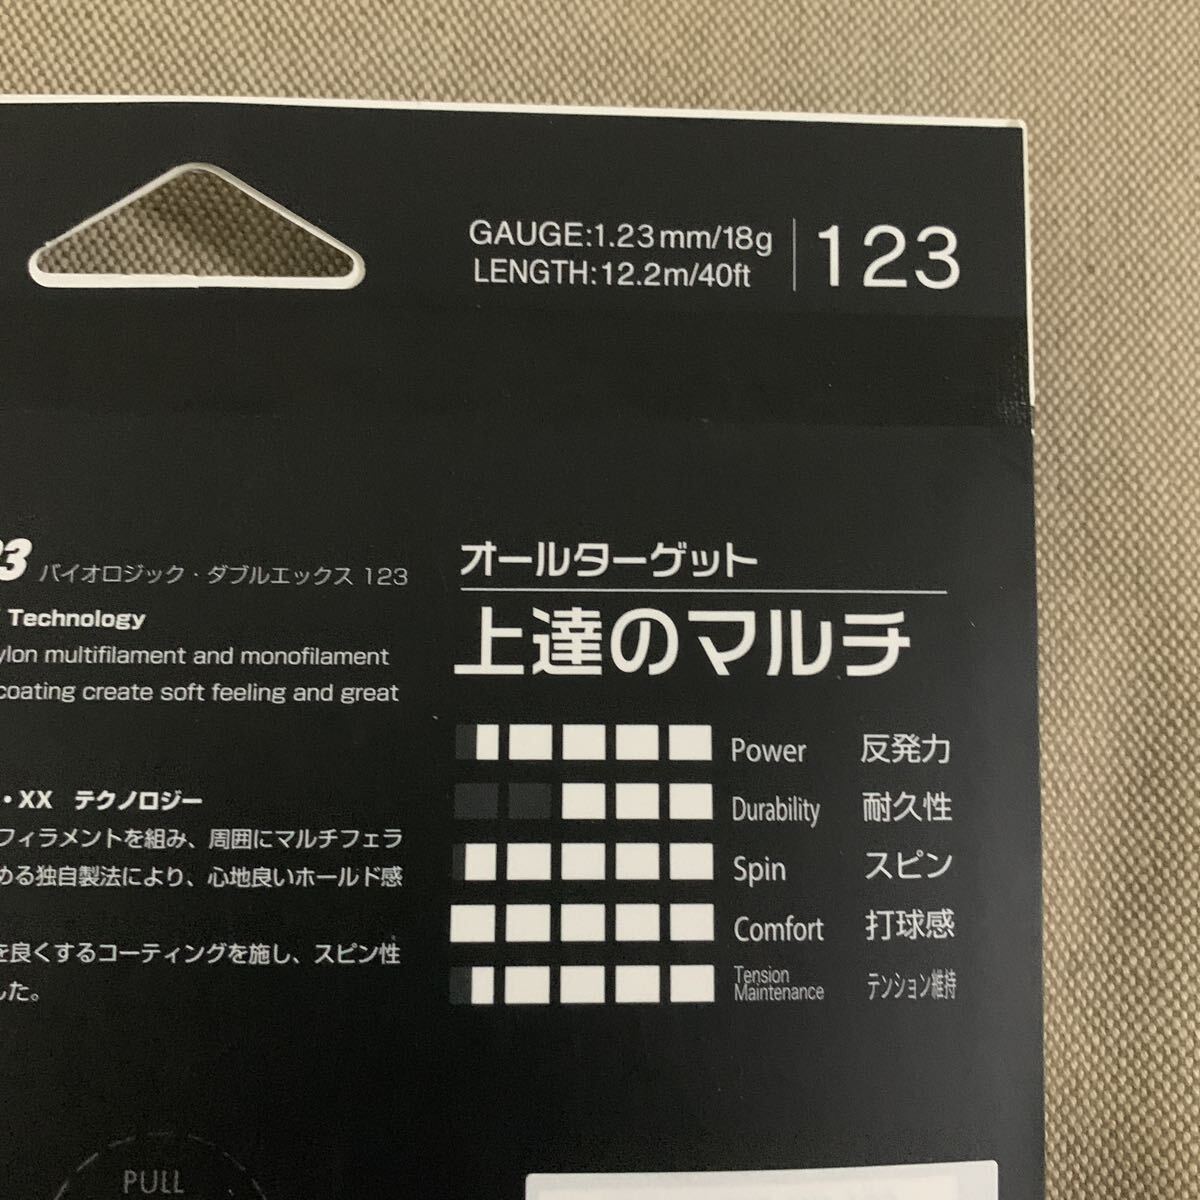 GAUGE:1.23mm/18g
LENGTH:12.2m/40ft
123
バイオロジック・ダブルエックス 123
Technology
multifilament and monofilament
coating create soft feeling and great
・XX テクノロジー
フィラメントを組み、周囲にマルチフェラ
める独自製法により、心地良いホールド感
を良くするコーティングを施し、スピン性
した。
オールターゲット
上達のマルチ
Power 反発力
Durability 耐久性
Spin スピン
Comfort 打球感
Tension
Maintenance テンション維持
PULL